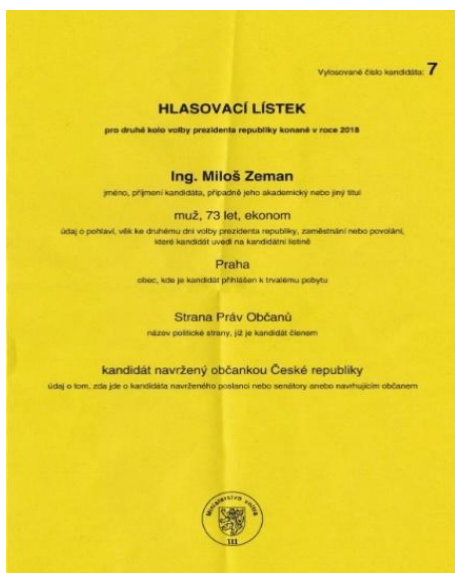 Vylosované číslo kandidáta: 7
HLASOVACÍ LÍSTEK
pro druhé kolo volby prezidenta republiky konané v roce 2018
Ing. Miloš Zeman
jméno, příjmení kandidáta, případně jeho akademický nebo jiný titul
muž, 73 let, ekonom
údaj o pohlaví, věk ke druhému dni volby prezidenta republiky, zaměstnání nebo povolání,
které kandidát uvedl na kandidátní listině
Praha
obec, kde je kandidát přihlášen k trvalému pobytu
Strana Práv Občanů
název politické strany, jíž je kandidát členem
kandidát navržený občankou České republiky
údaj o tom, zda jde o kandidáta navrženého poslanci nebo senátory anebo navrhujícím občanem
Ministerstvo vnitra
III